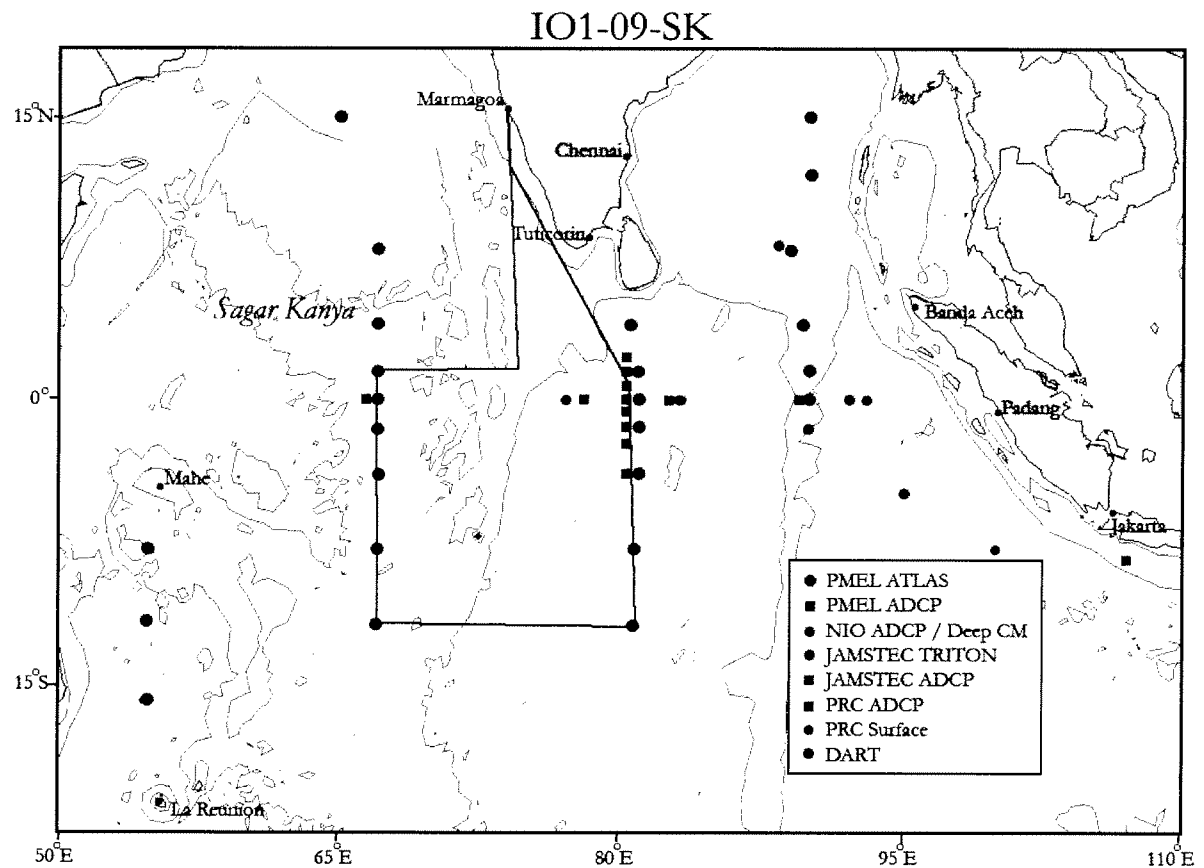 IO1-09-SK
15°N
Marmagoa
Chennai
Tuticorin
Sagar Kanya
Banda Aceh
0°
Padang
Mahe
Jakarta
PMEL ATLAS
PMEL ADCP
NIO ADCP / Deep CM
JAMSTEC TRITON
JAMSTEC ADCP
PRC ADCP
PRC Surface
DART
15°S
La Reunion
50°E
65°E
80°E
95°E
110°E